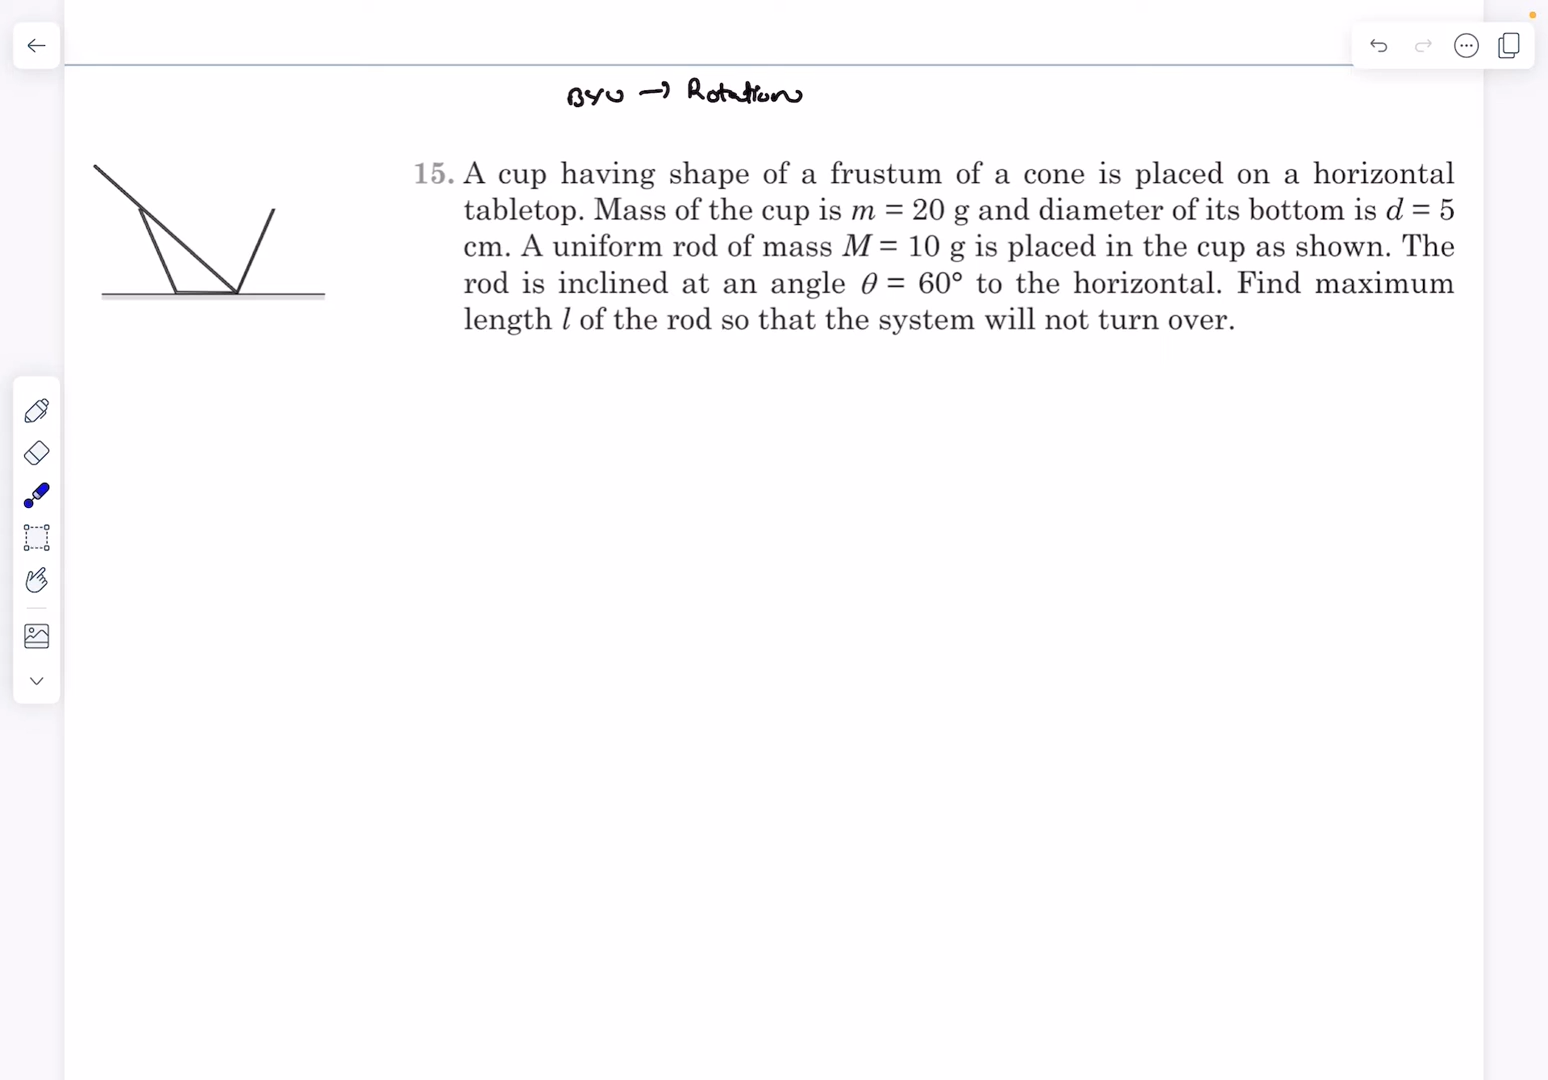 BYU → Rotation
15. A cup having shape of a frustum of a cone is placed on a horizontal
tabletop. Mass of the cup is m = 20 g and diameter of its bottom is d = 5
cm. A uniform rod of mass M = 10 g is placed in the cup as shown. The
rod is inclined at an angle θ = 60° to the horizontal. Find maximum
length l of the rod so that the system will not turn over.